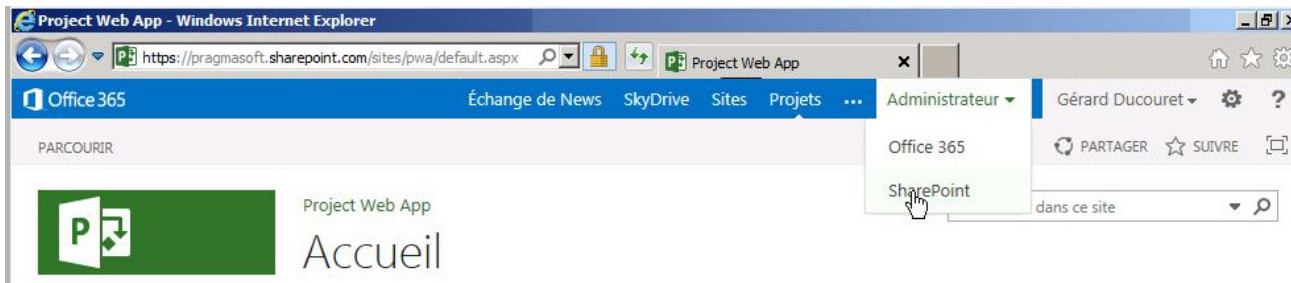 Project Web App - Windows Internet Explorer
https://pragmasoft.sharepoint.com/sites/pwa/default.aspx Project Web App
Office 365 Échange de News SkyDrive Sites Projets ... Administrateur Gérard Ducouret ?
PARCOURIR Office 365 PARTAGER SUIVRE
SharePoint
Project Web App dans ce site
Accueil